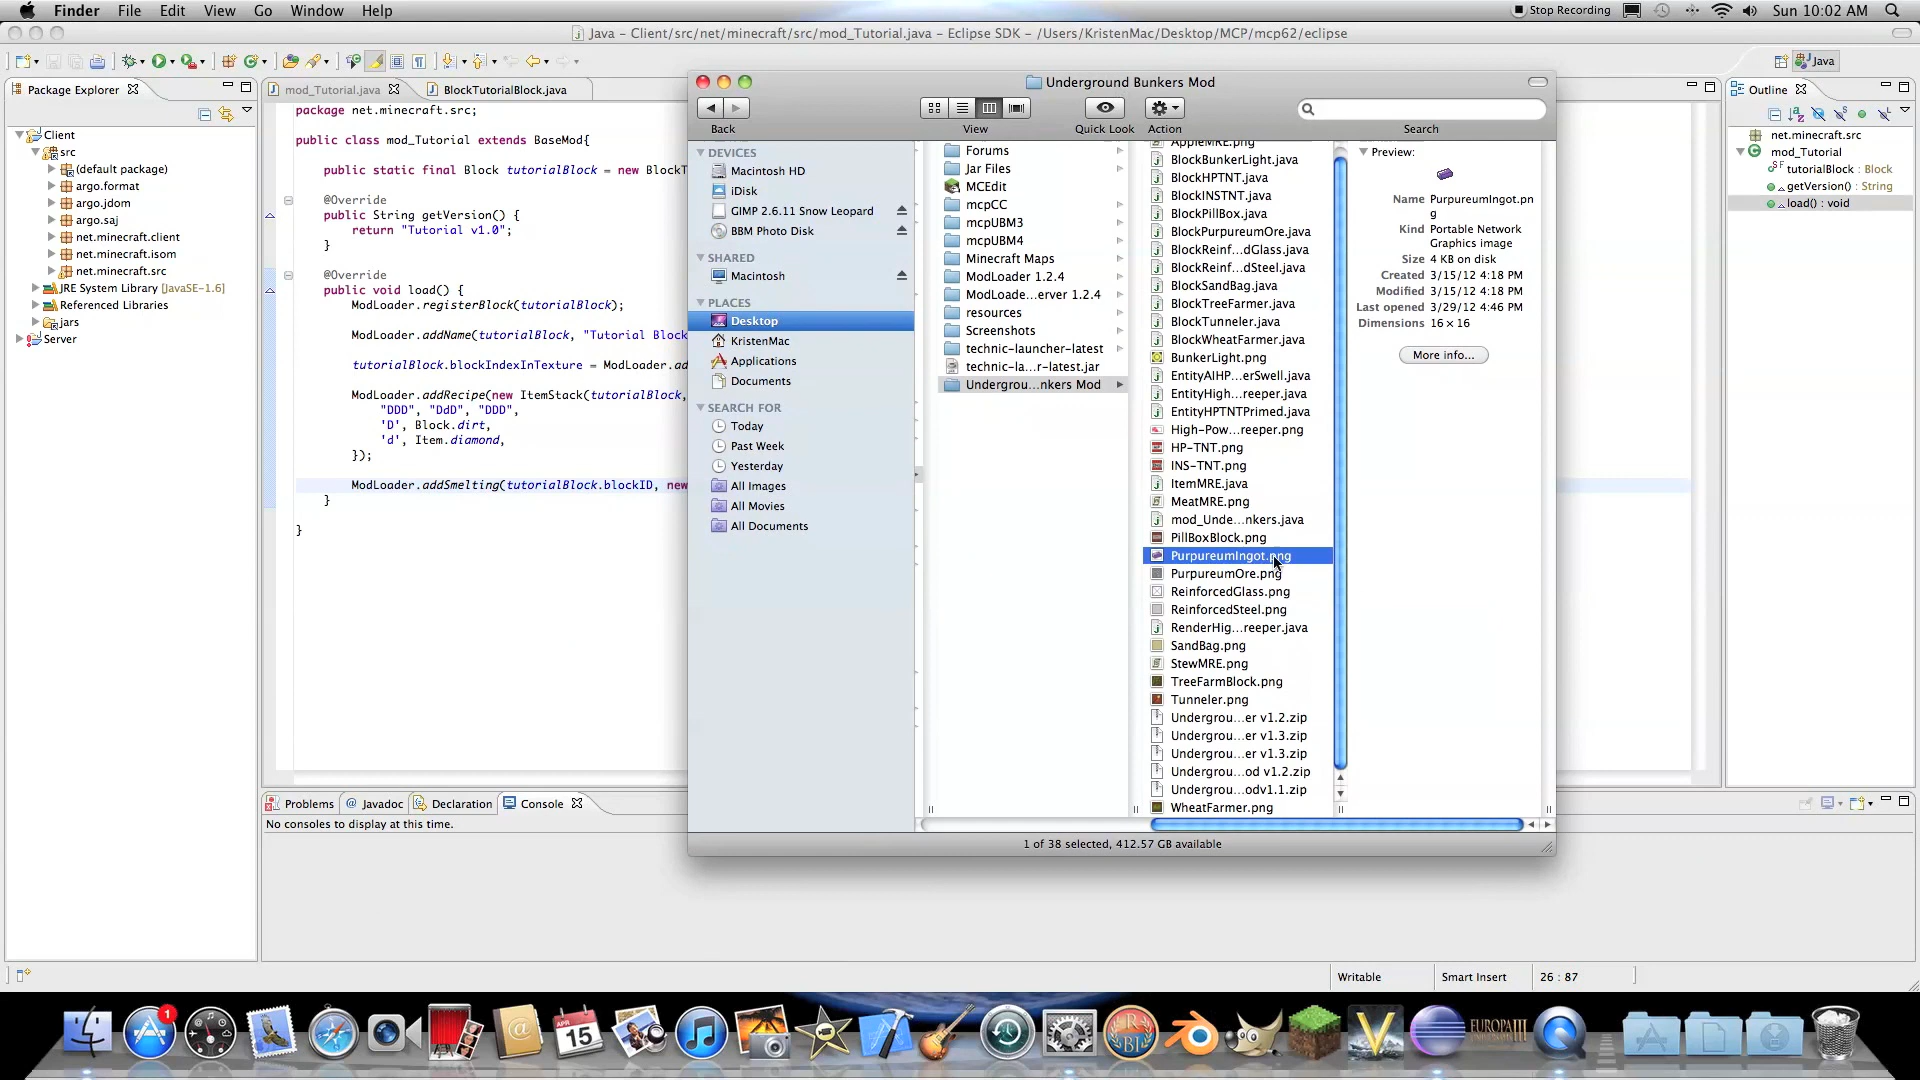 Finder File Edit View Go Window Help
Stop Recording
Sun 10:02 AM
Java – Client/src/net/minecraft/src/mod_Tutorial.java – Eclipse SDK – /Users/KristenMac/Desktop/MCP/mcp62/eclipse
Java
Package Explorer
Client
src
(default package)
argo.format
argo.jdom
argo.saj
net.minecraft.client
net.minecraft.isom
net.minecraft.src
JRE System Library [JavaSE-1.6]
Referenced Libraries
jars
Server
mod_Tutorial.java
BlockTutorialBlock.java
package net.minecraft.src;
public class mod_Tutorial extends BaseMod{
public static final Block tutorialBlock = new BlockT
@Override
public String getVersion() {
return "Tutorial v1.0";
}
@Override
public void load() {
ModLoader.registerBlock(tutorialBlock);
ModLoader.addName(tutorialBlock, "Tutorial Block
tutorialBlock.blockIndexInTexture = ModLoader.ad
ModLoader.addRecipe(new ItemStack(tutorialBlock,
"DDD", "DdD", "DDD",
'D', Block.dirt,
'd', Item.diamond,
});
ModLoader.addSmelting(tutorialBlock.blockID, new
}
}
Underground Bunkers Mod
Back
View
Quick Look
Action
Search
DEVICES
Macintosh HD
iDisk
GIMP 2.6.11 Snow Leopard
BBM Photo Disk
SHARED
Macintosh
PLACES
Desktop
KristenMac
Applications
Documents
SEARCH FOR
Today
Past Week
Yesterday
All Images
All Movies
All Documents
Forums
Jar Files
MCEdit
mcpCC
mcpUBM3
mcpUBM4
Minecraft Maps
ModLoader 1.2.4
ModLoade...erver 1.2.4
resources
Screenshots
technic-launcher-latest
technic-la...r-latest.jar
Undergrou...nkers Mod
AppleMRE.png
BlockBunkerLight.java
BlockHPTNT.java
BlockINSTNT.java
BlockPillBox.java
BlockPurpureumOre.java
BlockReinf...dGlass.java
BlockReinf...dSteel.java
BlockSandBag.java
BlockTreeFarmer.java
BlockTunneler.java
BlockWheatFarmer.java
BunkerLight.png
EntityAIHP...erSwell.java
EntityHigh...reeper.java
EntityHPTNTPrimed.java
High-Pow...reeper.png
HP-TNT.png
INS-TNT.png
ItemMRE.java
MeatMRE.png
mod_Unde...nkers.java
PillBoxBlock.png
PurpureumIngot.png
PurpureumOre.png
ReinforcedGlass.png
ReinforcedSteel.png
RenderHig...reeper.java
SandBag.png
StewMRE.png
TreeFarmBlock.png
Tunneler.png
Undergrou...er v1.2.zip
Undergrou...er v1.3.zip
Undergrou...er v1.3.zip
Undergrou...od v1.2.zip
Undergrou...odv1.1.zip
WheatFarmer.png
Preview:
Name PurpureumIngot.pn
g
Kind Portable Network
Graphics image
Size 4 KB on disk
Created 3/15/12 4:18 PM
Modified 3/15/12 4:18 PM
Last opened 3/29/12 4:46 PM
Dimensions 16 × 16
More info...
1 of 38 selected, 412.57 GB available
Outline
net.minecraft.src
mod_Tutorial
tutorialBlock : Block
getVersion() : String
load() : void
Problems
Javadoc
Declaration
Console
No consoles to display at this time.
Writable
Smart Insert
26 : 87
1
APR
15
EUROPA III